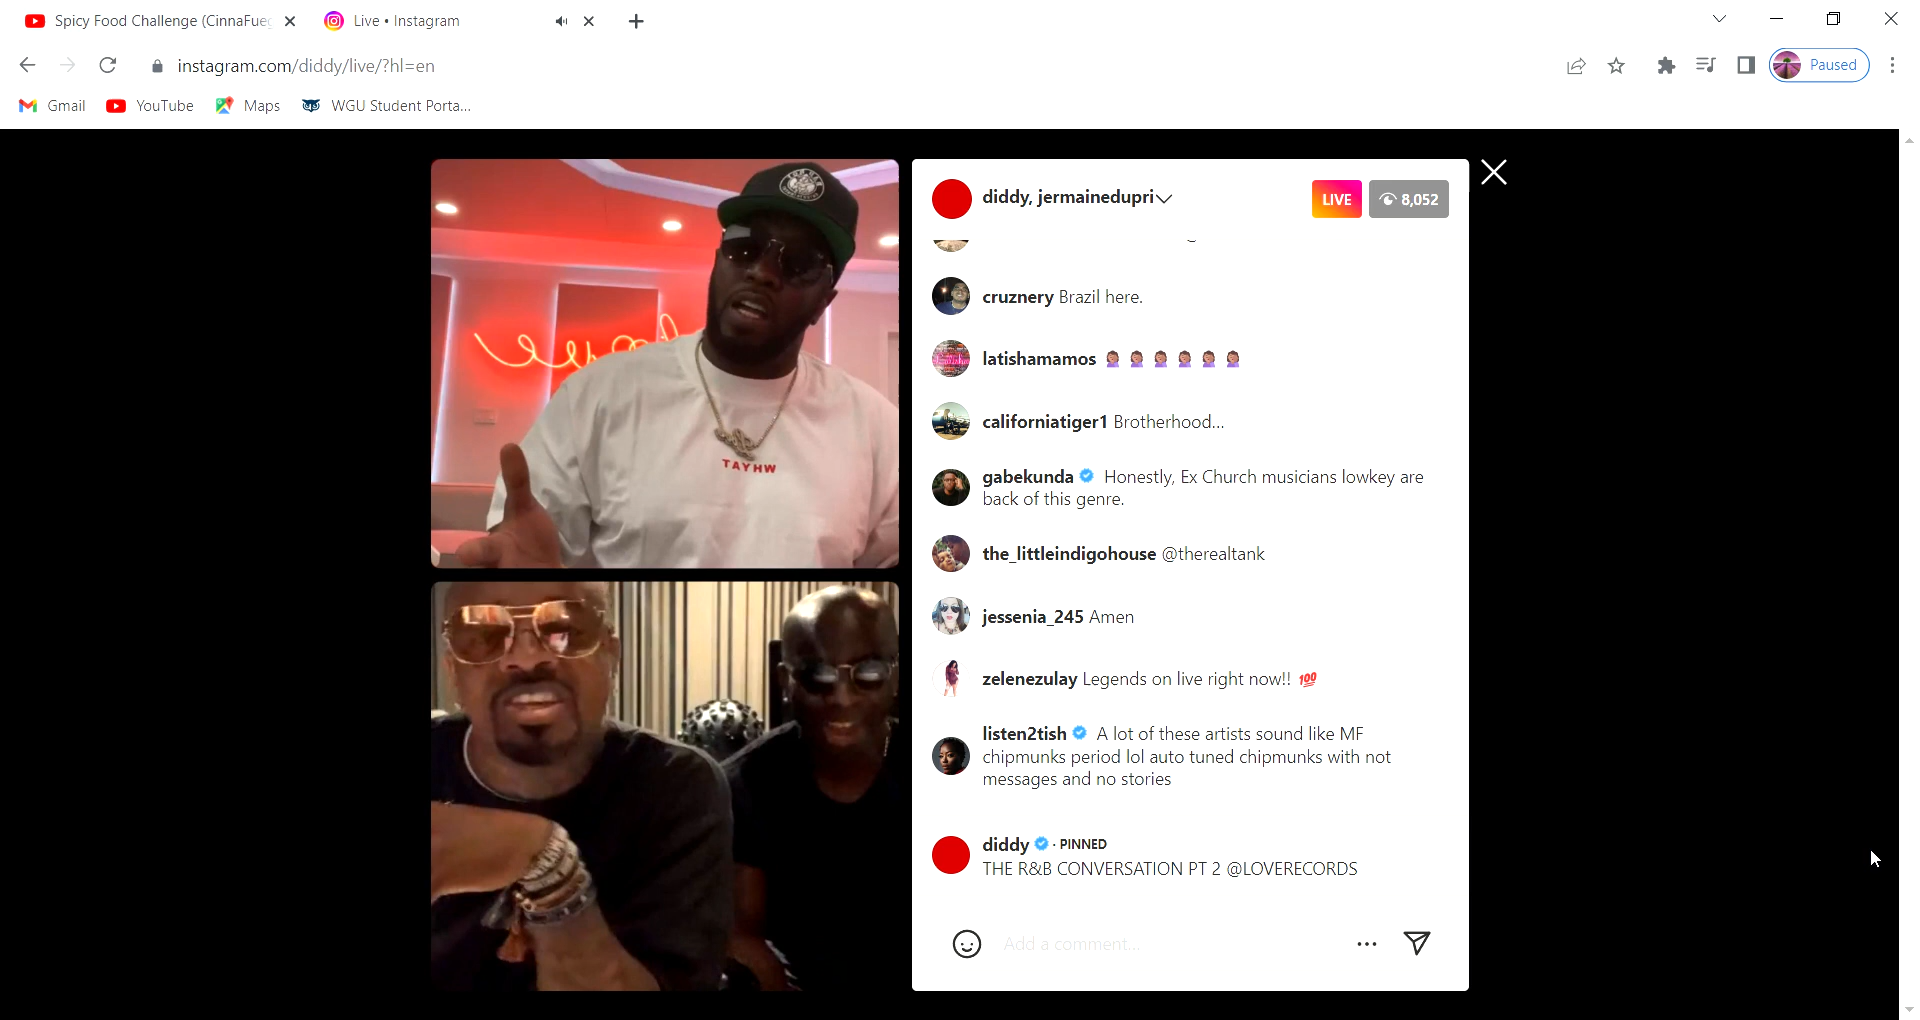 Spicy Food Challenge (CinnaFueg
Live • Instagram
instagram.com/diddy/live/?hl=en
Paused
Gmail
YouTube
Maps
WGU Student Porta...
TAYHW
diddy, jermainedupri
LIVE
8,052
cruznery Brazil here.
latishamamos 🤦🏽‍♀️🤦🏽‍♀️🤦🏽‍♀️🤦🏽‍♀️🤦🏽‍♀️🤦🏽‍♀️
californiatiger1 Brotherhood...
gabekunda Honestly, Ex Church musicians lowkey are
back of this genre.
the_littleindigohouse @therealtank
jessenia_245 Amen
zelenezulay Legends on live right now!! 💯
listen2tish A lot of these artists sound like MF
chipmunks period lol auto tuned chipmunks with not
messages and no stories
diddy · PINNED
THE R&B CONVERSATION PT 2 @LOVERECORDS
Add a comment...